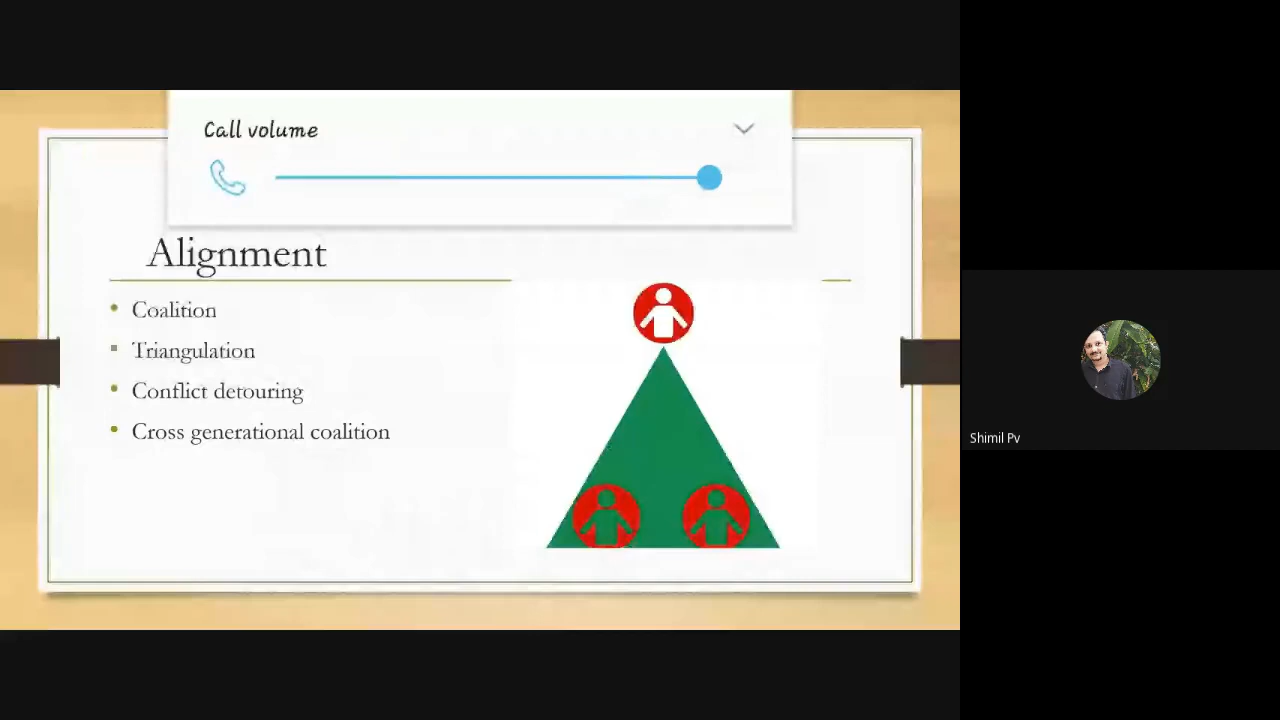 Call volume
Alignment
Coalition
Triangulation
Conflict detouring
Cross generational coalition
Shimil Pv